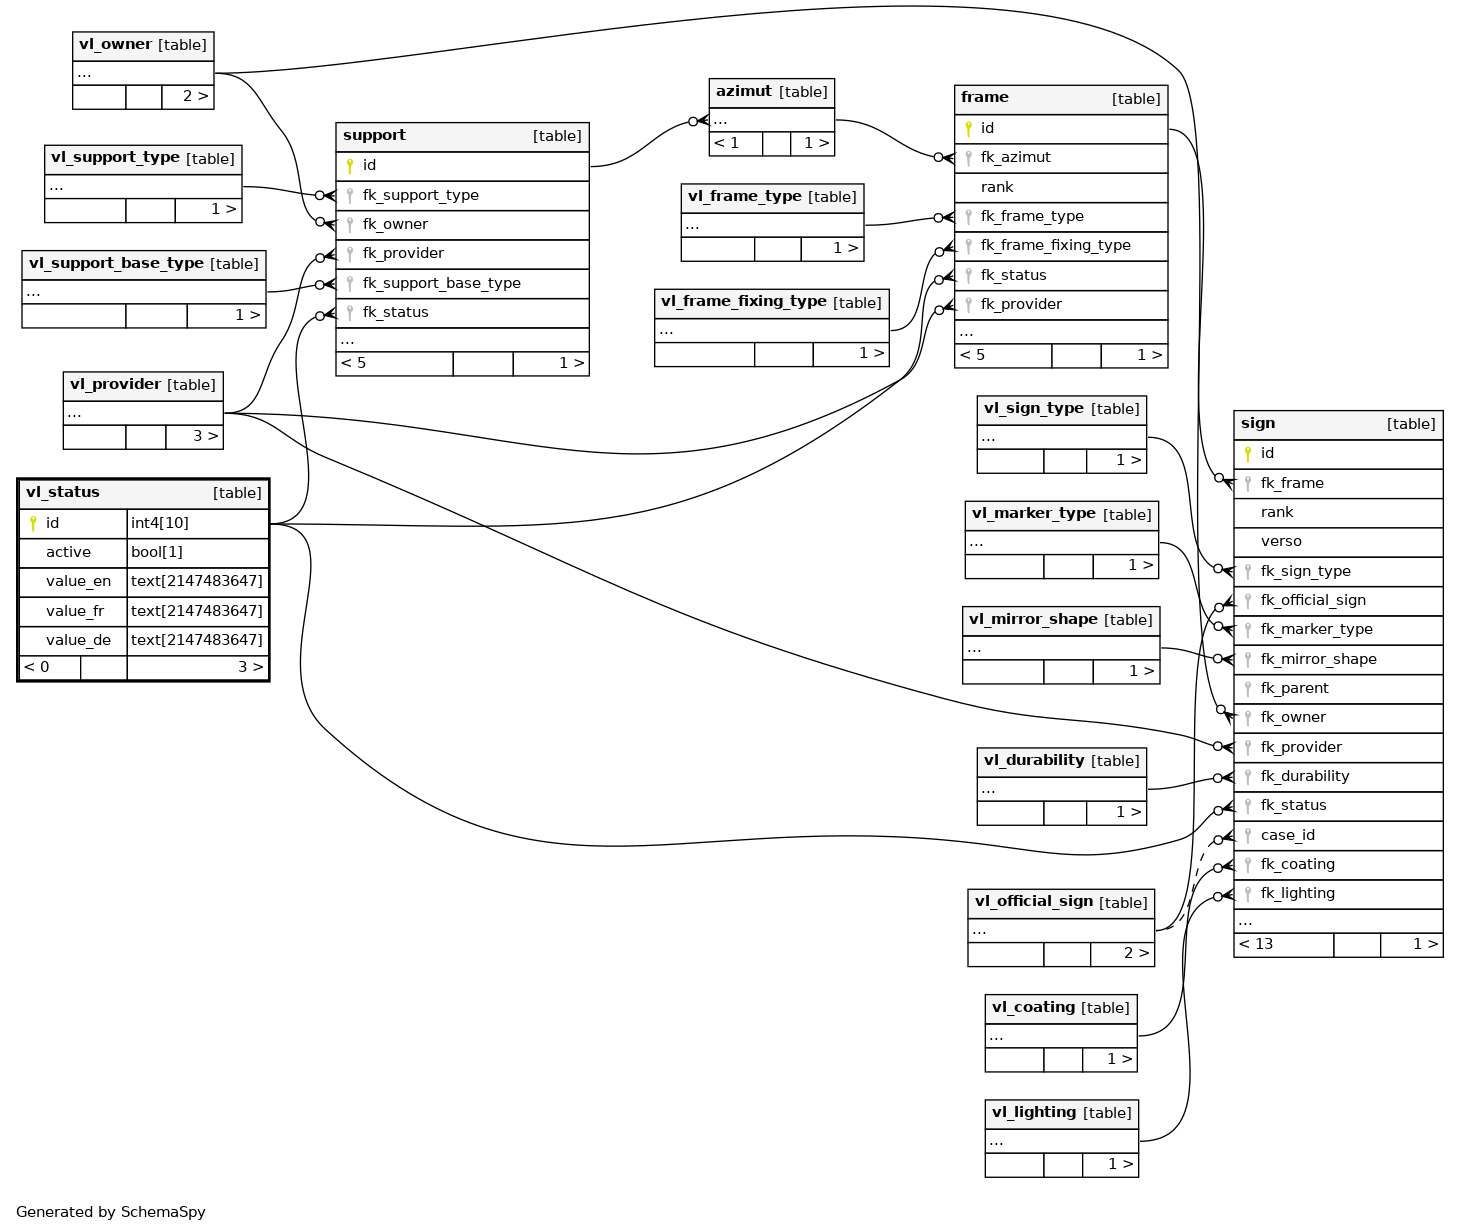 vl_owner [table]
...
2 >
vl_support_type [table]
...
1 >
vl_support_base_type [table]
...
1 >
vl_provider [table]
...
3 >
vl_status [table]
id int4[10]
active bool[1]
value_en text[2147483647]
value_fr text[2147483647]
value_de text[2147483647]
< 0 3 >
support [table]
id
fk_support_type
fk_owner
fk_provider
fk_support_base_type
fk_status
...
< 5 1 >
azimut [table]
...
< 1 1 >
vl_frame_type [table]
...
1 >
vl_frame_fixing_type [table]
...
1 >
frame [table]
id
fk_azimut
rank
fk_frame_type
fk_frame_fixing_type
fk_status
fk_provider
...
< 5 1 >
vl_sign_type [table]
...
1 >
vl_marker_type [table]
...
1 >
vl_mirror_shape [table]
...
1 >
vl_durability [table]
...
1 >
vl_official_sign [table]
...
2 >
vl_coating [table]
...
1 >
vl_lighting [table]
...
1 >
sign [table]
id
fk_frame
rank
verso
fk_sign_type
fk_official_sign
fk_marker_type
fk_mirror_shape
fk_parent
fk_owner
fk_provider
fk_durability
fk_status
case_id
fk_coating
fk_lighting
...
< 13 1 >
Generated by SchemaSpy